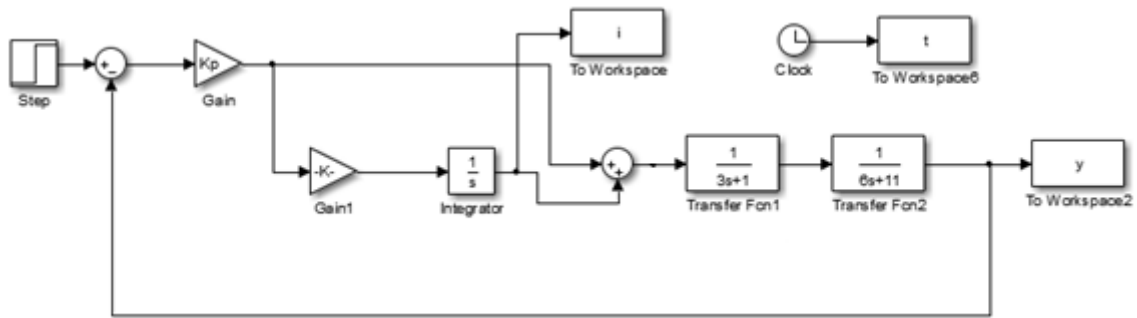 i
To Workspace
t
Clock
To Workspace6
+
−
Step
Kp
Gain
-K-
Gain1
1
s
Integrator
+
+
1
3s+1
Transfer Fcn1
1
6s+11
Transfer Fcn2
y
To Workspace2